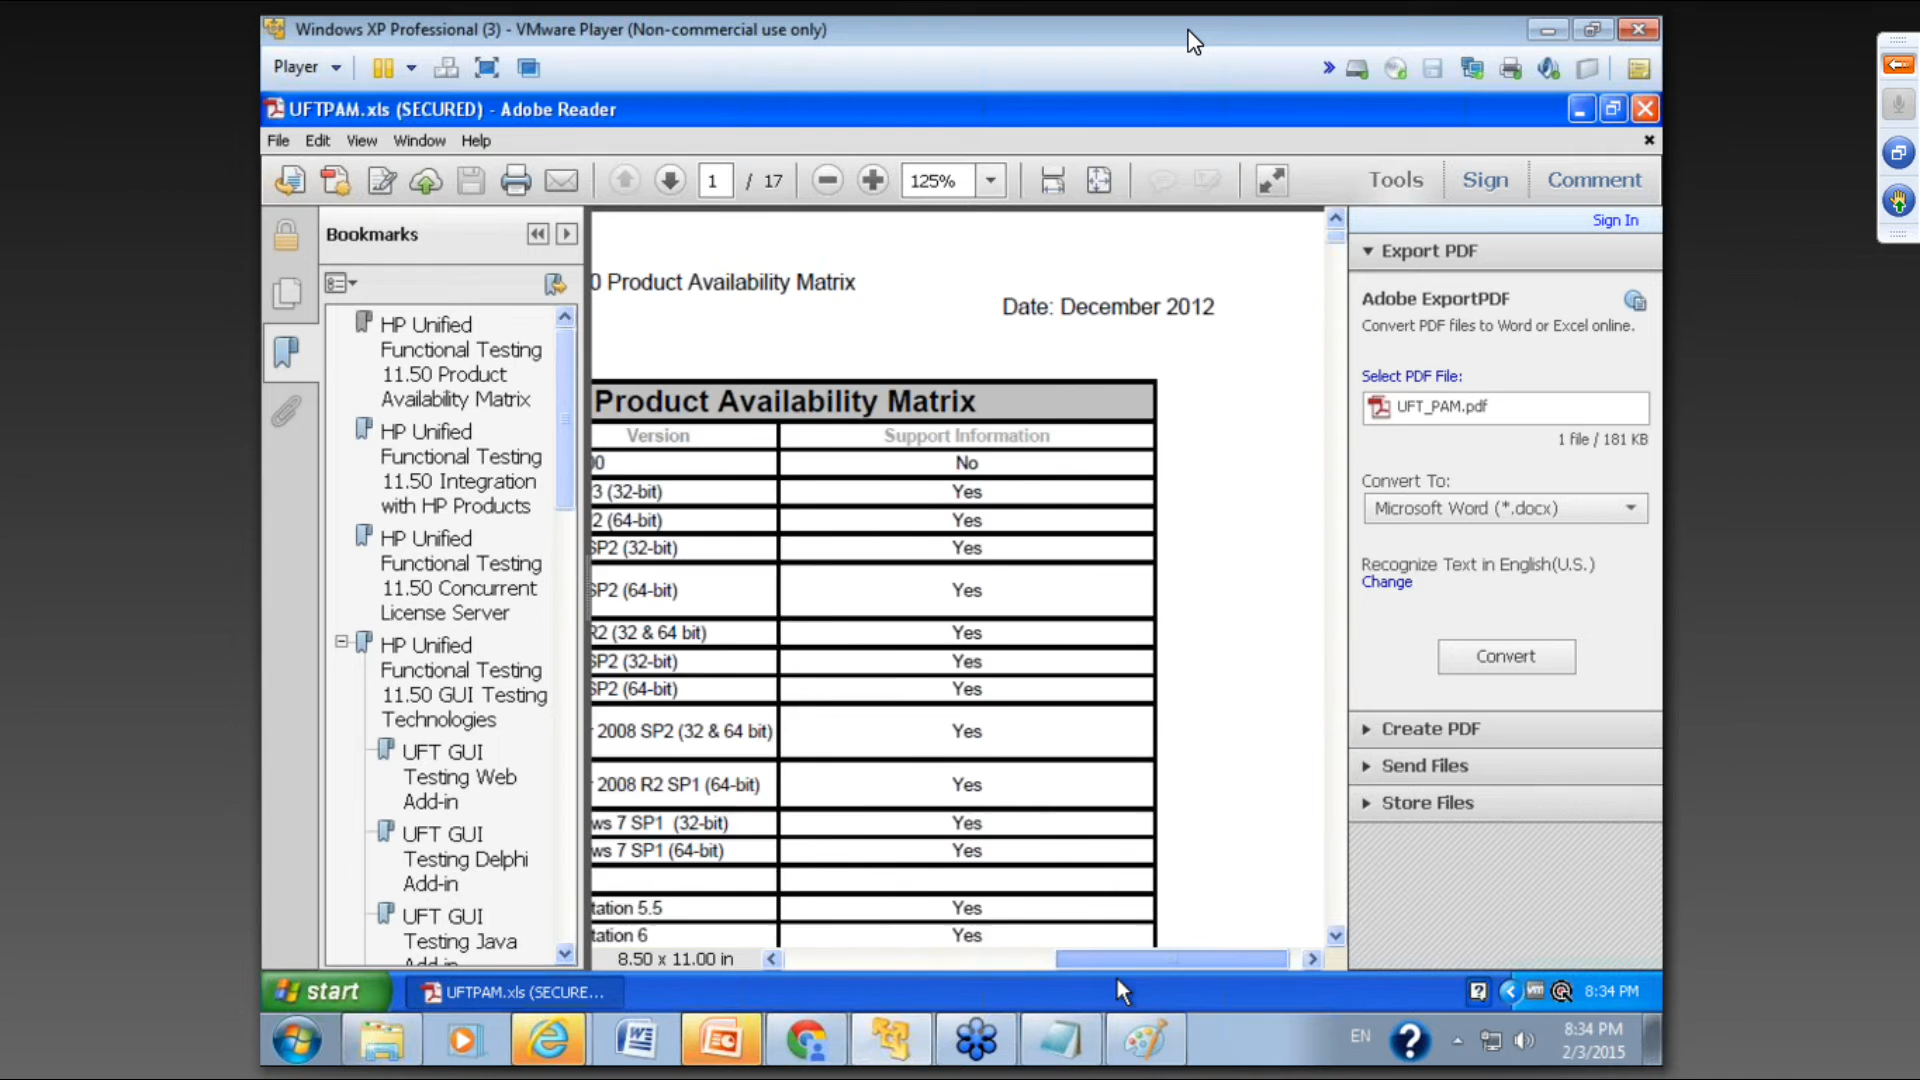 Windows XP Professional (3) - VMware Player (Non-commercial use only)
Player
UFTPAM.xls (SECURED) - Adobe Reader
File Edit View Window Help
1 / 17 125% Tools Sign Comment
Sign In
Bookmarks
HP Unified
Functional Testing
11.50 Product
Availability Matrix
HP Unified
Functional Testing
11.50 Integration
with HP Products
HP Unified
Functional Testing
11.50 Concurrent
License Server
HP Unified
Functional Testing
11.50 GUI Testing
Technologies
UFT GUI
Testing Web
Add-in
UFT GUI
Testing Delphi
Add-in
UFT GUI
Testing Java
Add-in
0 Product Availability Matrix
Date: December 2012
Product Availability Matrix
Version Support Information
00 No
3 (32-bit) Yes
2 (64-bit) Yes
SP2 (32-bit) Yes
SP2 (64-bit) Yes
R2 (32 & 64 bit) Yes
SP2 (32-bit) Yes
SP2 (64-bit) Yes
r 2008 SP2 (32 & 64 bit) Yes
r 2008 R2 SP1 (64-bit) Yes
ws 7 SP1 (32-bit) Yes
ws 7 SP1 (64-bit) Yes
tation 5.5 Yes
tation 6 Yes
8.50 x 11.00 in
Export PDF
Adobe ExportPDF
Convert PDF files to Word or Excel online.
Select PDF File:
UFT_PAM.pdf
1 file / 181 KB
Convert To:
Microsoft Word (*.docx)
Recognize Text in English(U.S.)
Change
Convert
Create PDF
Send Files
Store Files
start UFTPAM.xls (SECURE... 8:34 PM
EN 8:34 PM
2/3/2015